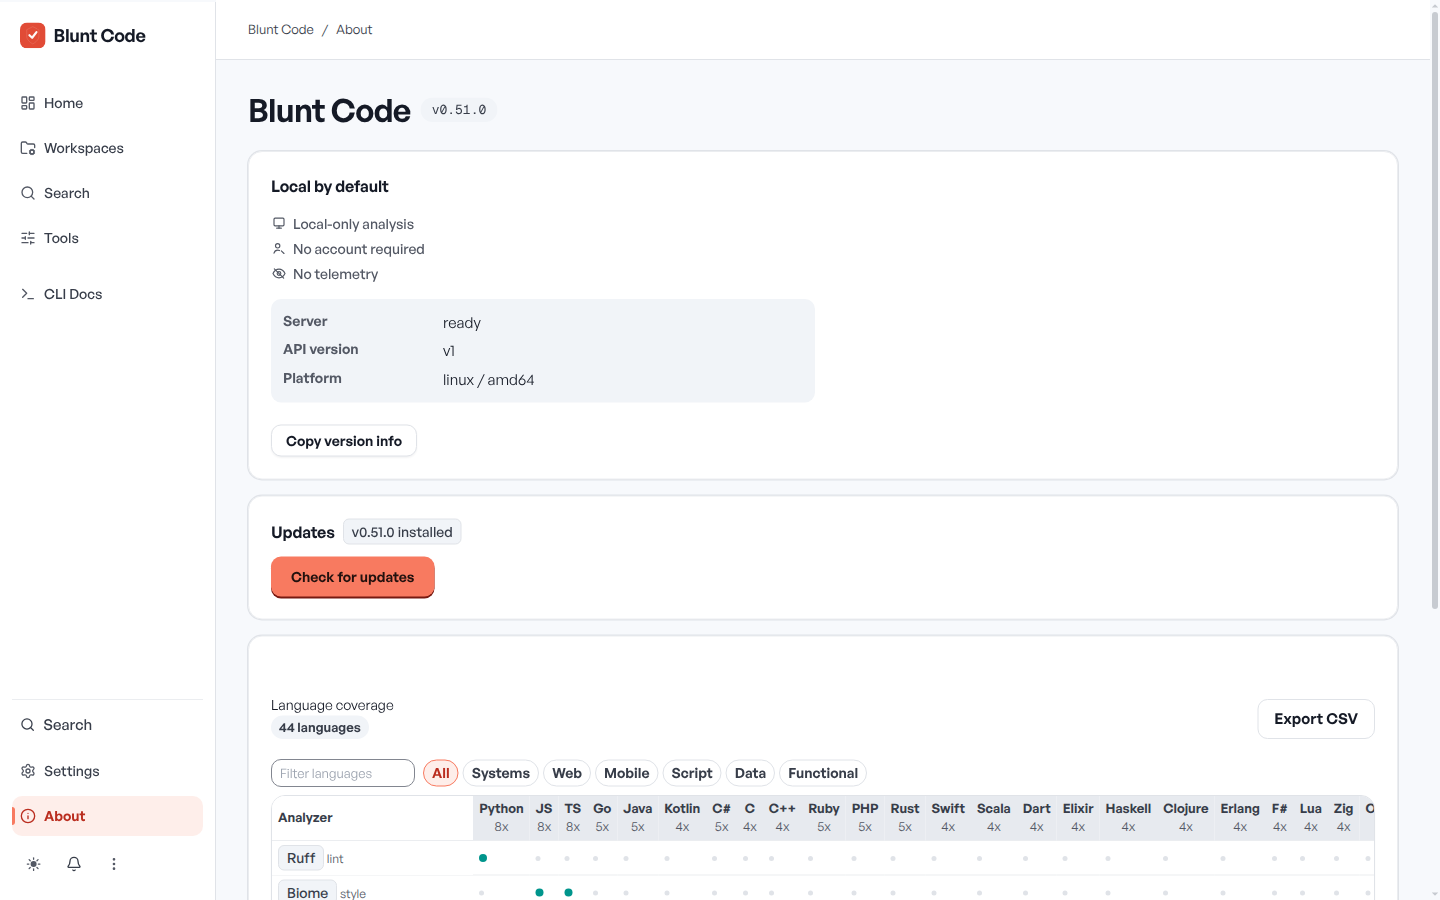 Blunt Code
Home
Workspaces
Search
Tools
CLI Docs
Search
Settings
About
Blunt Code / About
Blunt Code v0.51.0
Local by default
Local-only analysis
No account required
No telemetry
Server ready
API version v1
Platform linux / amd64
Copy version info
Updates v0.51.0 installed
Check for updates
Language coverage
44 languages
Export CSV
Filter languages All Systems Web Mobile Script Data Functional
Analyzer Python JS TS Go Java Kotlin C# C C++ Ruby PHP Rust Swift Scala Dart Elixir Haskell Clojure Erlang F# Lua Zig
8x 8x 8x 5x 5x 4x 5x 4x 4x 5x 5x 5x 4x 4x 4x 4x 4x 4x 4x 4x 4x 4x
Ruff lint
Biome style